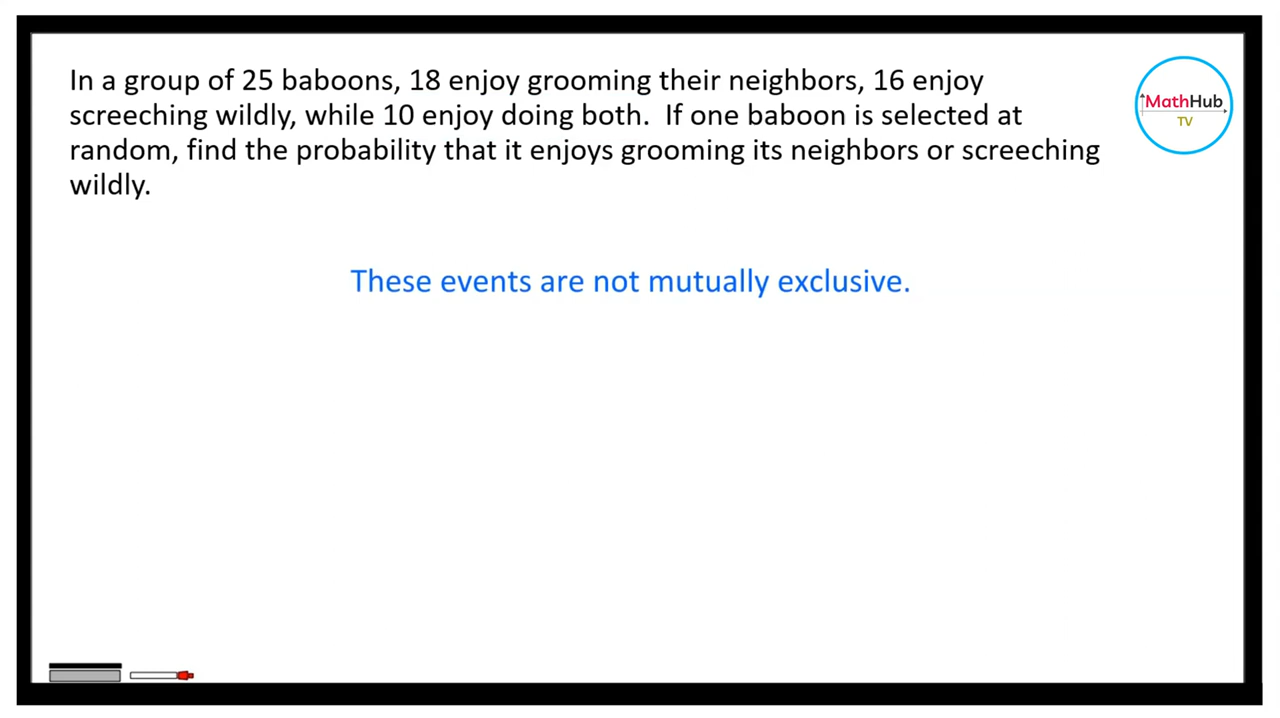 In a group of 25 baboons, 18 enjoy grooming their neighbors, 16 enjoy
screeching wildly, while 10 enjoy doing both.  If one baboon is selected at
random, find the probability that it enjoys grooming its neighbors or screeching
wildly.
MathHub
TV
These events are not mutually exclusive.